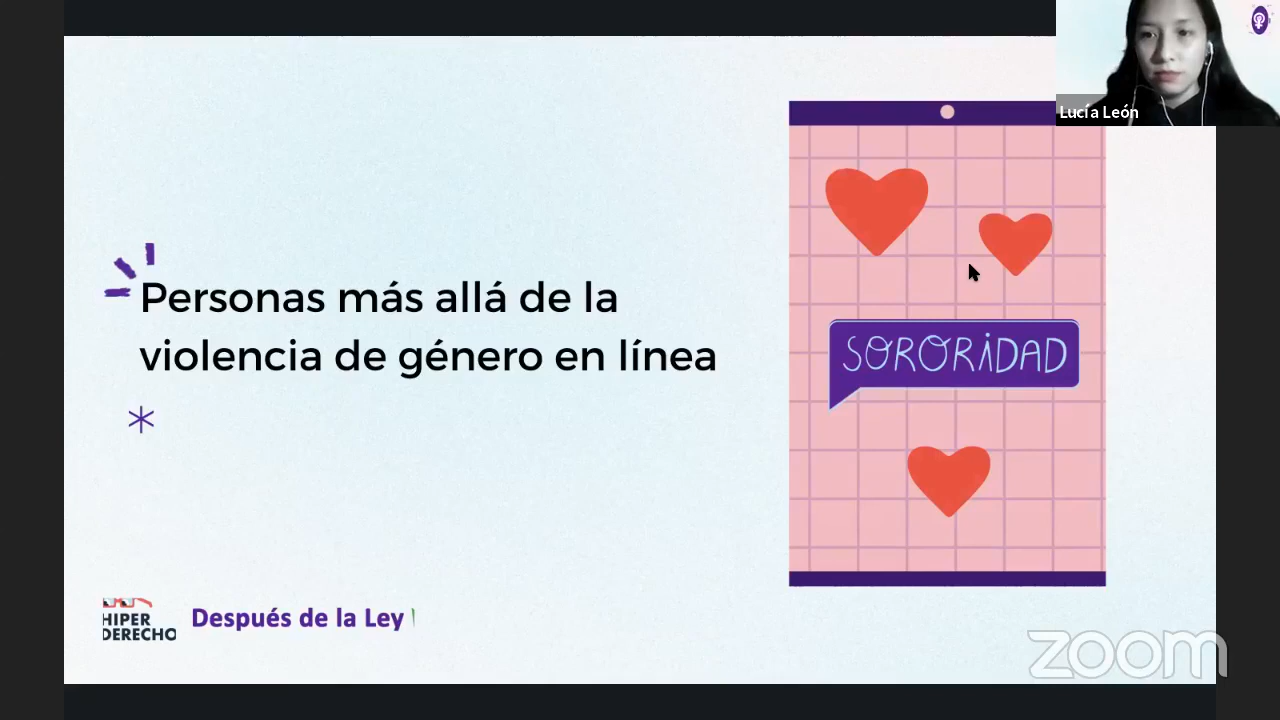 Lucía León
Personas más allá de la
violencia de género en línea
SORORIDAD
HIPER
DERECHO
Después de la Ley
zoom